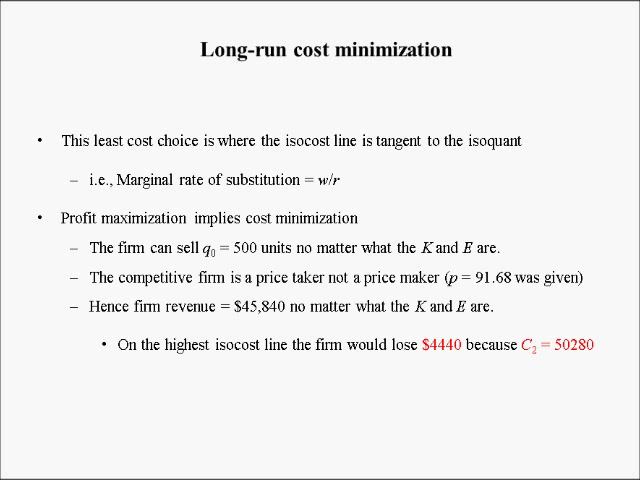 Long-run cost minimization
• This least cost choice is where the isocost line is tangent to the isoquant
– i.e., Marginal rate of substitution = w/r
• Profit maximization implies cost minimization
– The firm can sell q0 = 500 units no matter what the K and E are.
– The competitive firm is a price taker not a price maker (p = 91.68 was given)
– Hence firm revenue = $45,840 no matter what the K and E are.
• On the highest isocost line the firm would lose $4440 because C2 = 50280